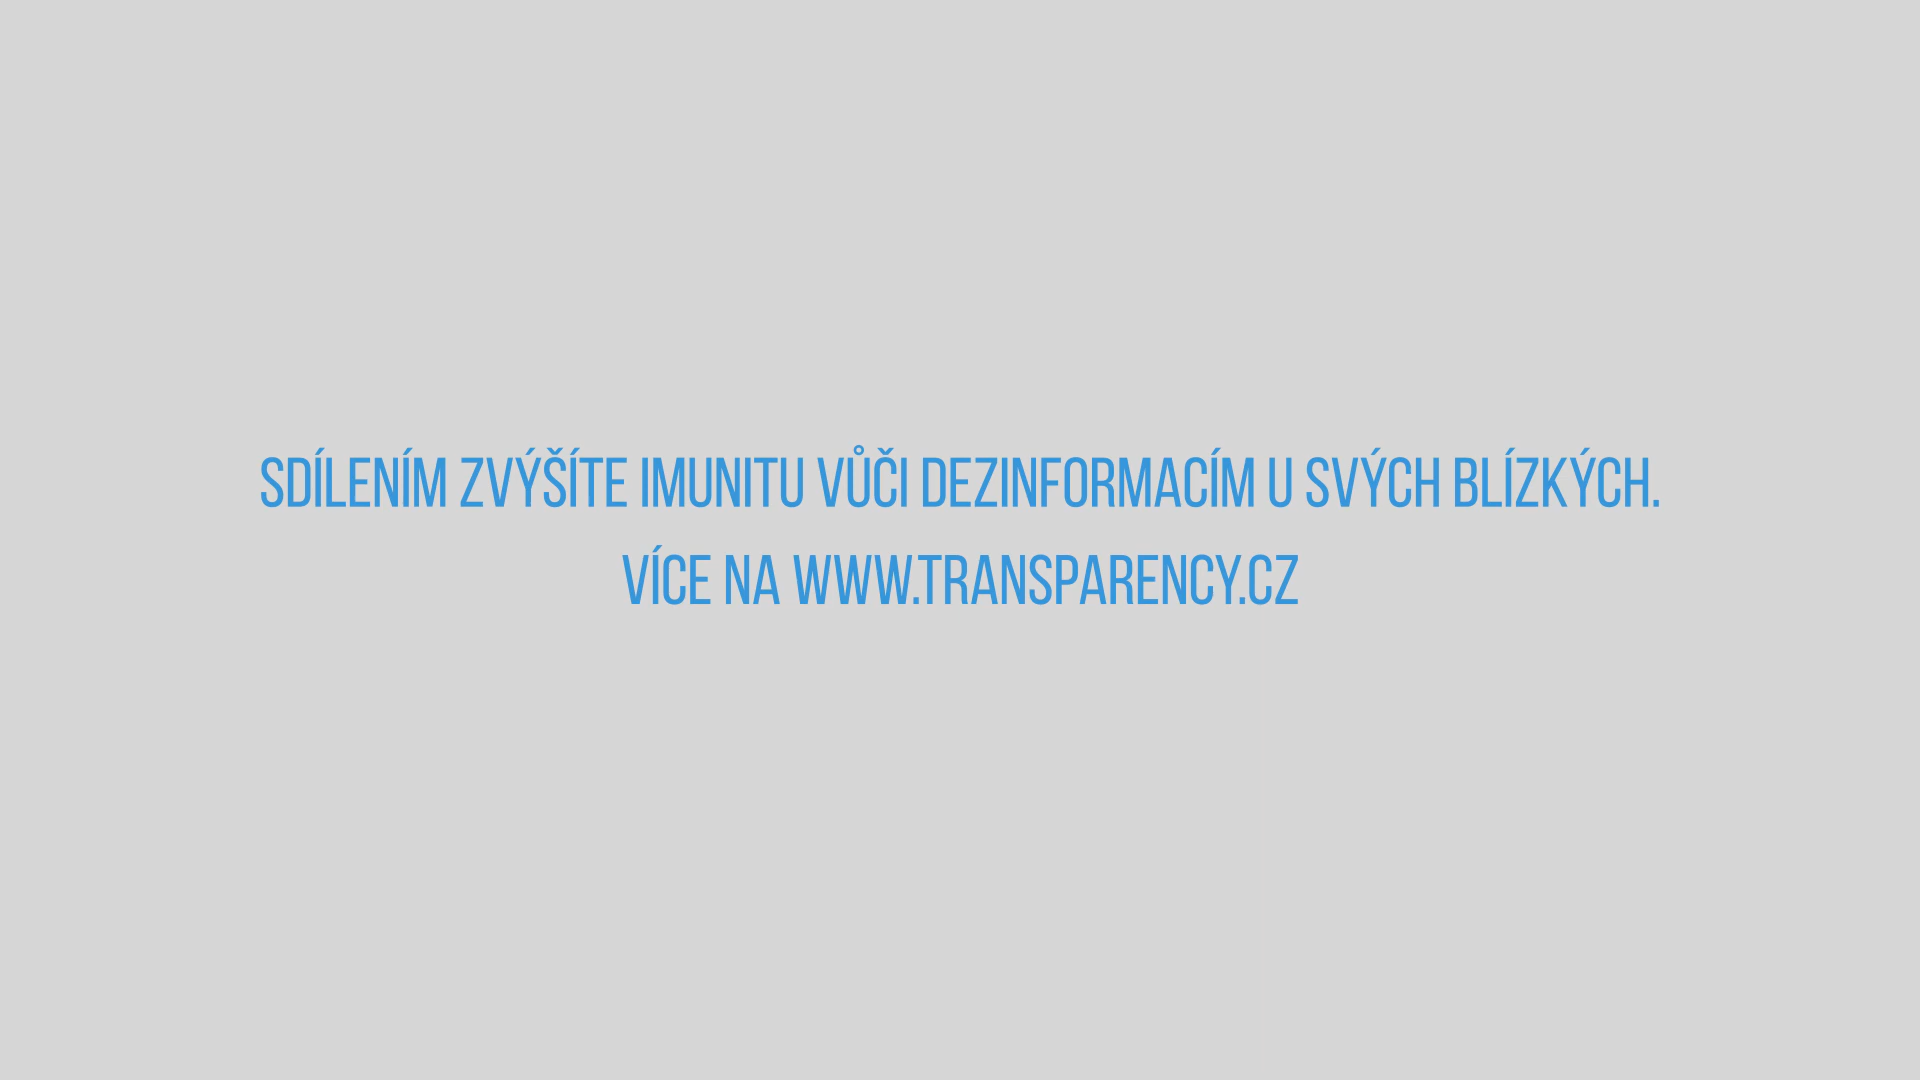 SDÍLENÍM ZVÝŠÍTE IMUNITU VŮČI DEZINFORMACÍM U SVÝCH BLÍZKÝCH.
VÍCE NA WWW.TRANSPARENCY.CZ